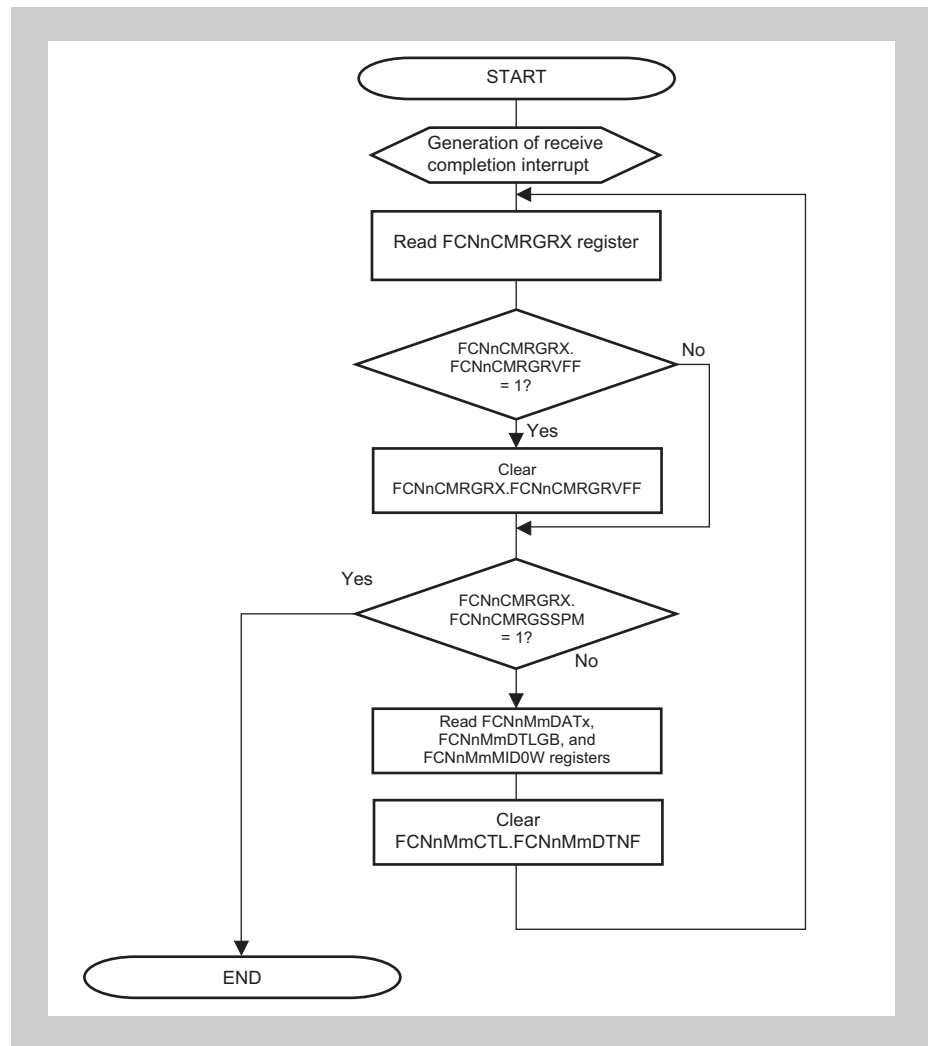 START
Generation of receive
completion interrupt
Read FCNnCMRGRX register
FCNnCMRGRX.
FCNnCMRGRVFF
= 1?
No
Yes
Clear
FCNnCMRGRX.FCNnCMRGRVFF
Yes
FCNnCMRGRX.
FCNnCMRGSSPM
= 1?
No
Read FCNnMmDATx,
FCNnMmDTLGB, and
FCNnMmMID0W registers
Clear
FCNnMmCTL.FCNnMmDTNF
END